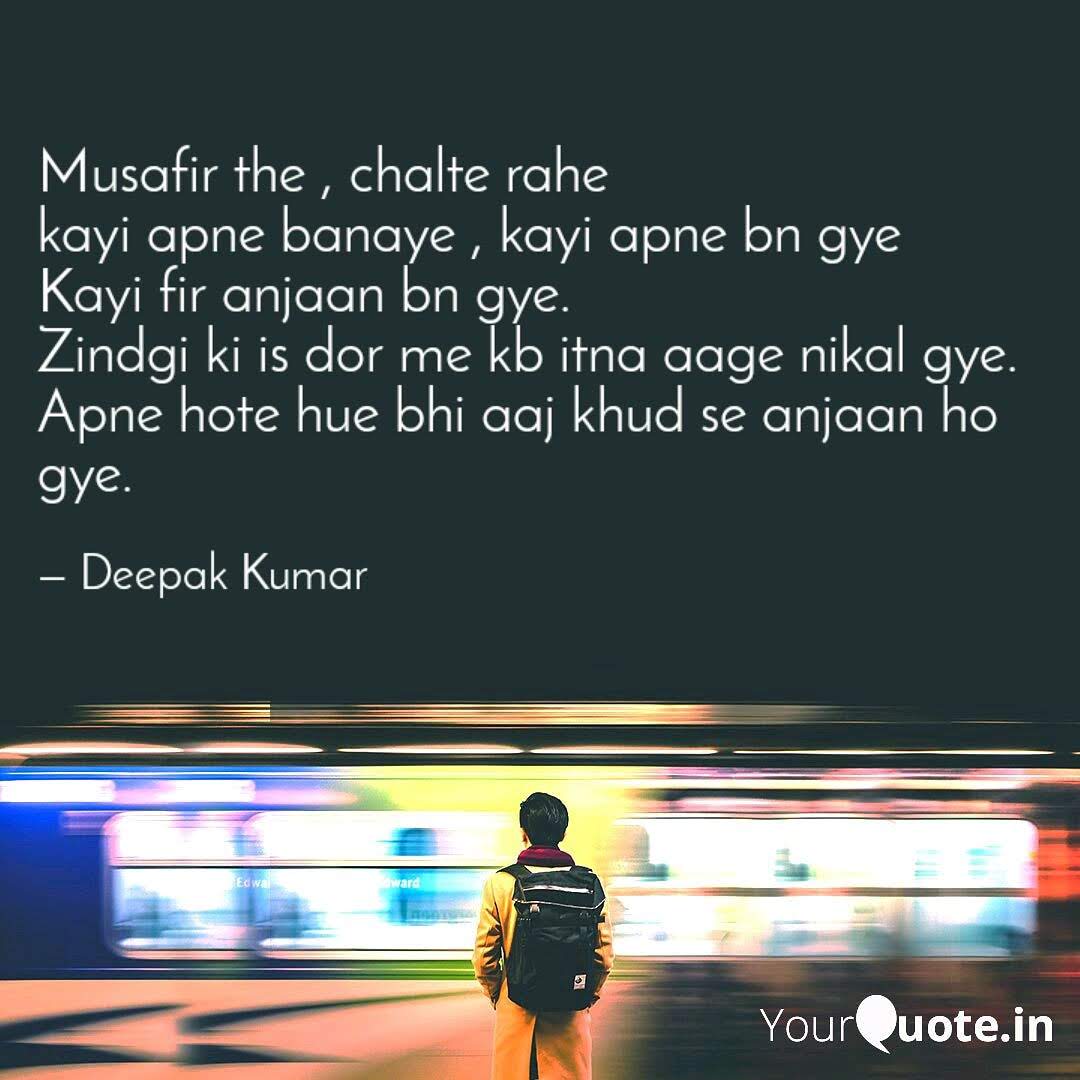 Musafir the , chalte rahe
kayi apne banaye , kayi apne bn gye
Kayi fir anjaan bn gye.
Zindgi ki is dor me kb itna aage nikal gye.
Apne hote hue bhi aaj khud se anjaan ho
gye.
– Deepak Kumar
Edwa dward
YourQuote.in